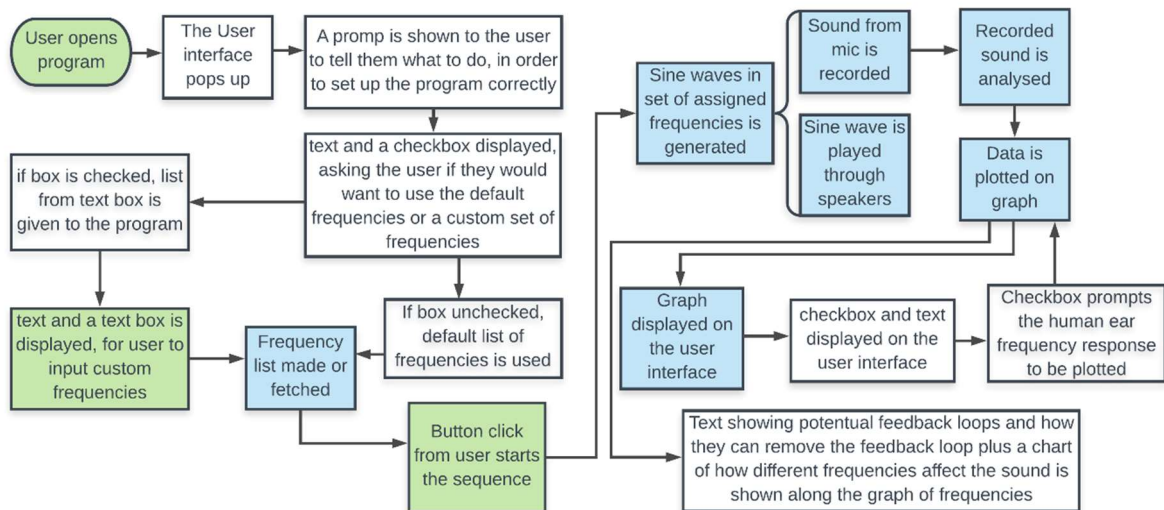 User opens
program
The User
interface
pops up
A promp is shown to the user
to tell them what to do, in order
to set up the program correctly
text and a checkbox displayed,
asking the user if they would
want to use the default
frequencies or a custom set of
frequencies
if box is checked, list
from text box is
given to the program
text and a text box is
displayed, for user to
input custom
frequencies
If box unchecked,
default list of
frequencies is used
Frequency
list made or
fetched
Button click
from user starts
the sequence
Sine waves in
set of assigned
frequencies is
generated
Sound from
mic is
recorded
Sine wave is
played
through
speakers
Recorded
sound is
analysed
Data is
plotted on
graph
Graph
displayed on
the user
interface
checkbox and text
displayed on the
user interface
Checkbox prompts
the human ear
frequency response
to be plotted
Text showing potenual feedback loops and how
they can remove the feedback loop plus a chart
of how different frequencies affect the sound is
shown along the graph of frequencies